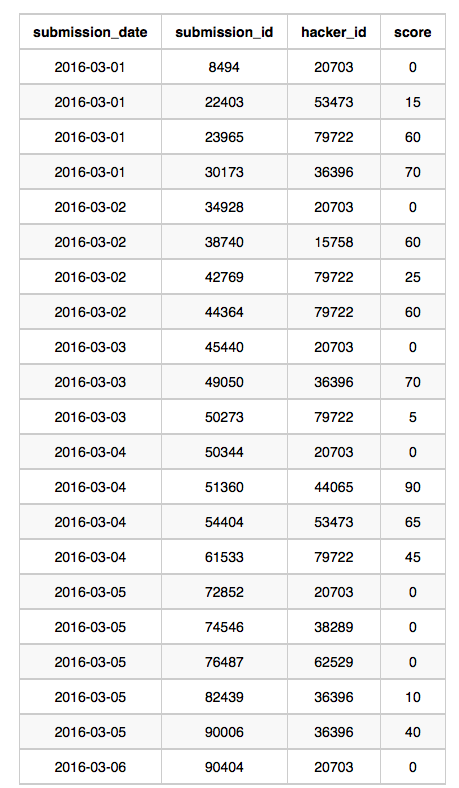 submission_date submission_id hacker_id score
2016-03-01 8494 20703 0
2016-03-01 22403 53473 15
2016-03-01 23965 79722 60
2016-03-01 30173 36396 70
2016-03-02 34928 20703 0
2016-03-02 38740 15758 60
2016-03-02 42769 79722 25
2016-03-02 44364 79722 60
2016-03-03 45440 20703 0
2016-03-03 49050 36396 70
2016-03-03 50273 79722 5
2016-03-04 50344 20703 0
2016-03-04 51360 44065 90
2016-03-04 54404 53473 65
2016-03-04 61533 79722 45
2016-03-05 72852 20703 0
2016-03-05 74546 38289 0
2016-03-05 76487 62529 0
2016-03-05 82439 36396 10
2016-03-05 90006 36396 40
2016-03-06 90404 20703 0